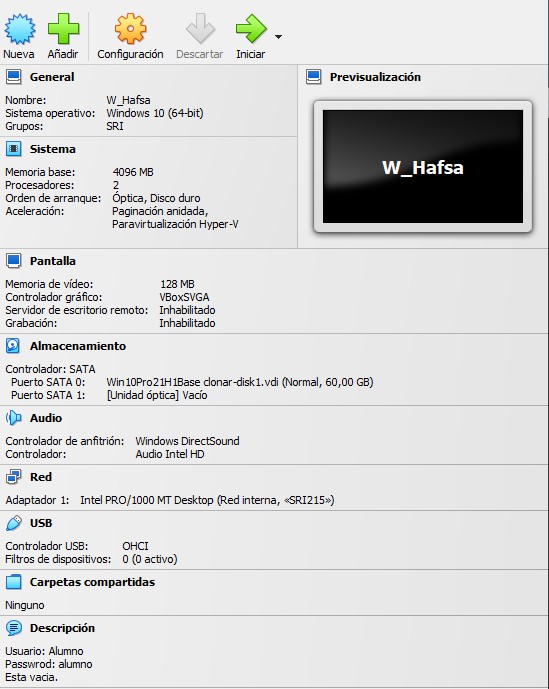 Nueva Añadir Configuración Descartar Iniciar
General
Nombre: W_Hafsa
Sistema operativo: Windows 10 (64-bit)
Grupos: SRI
Previsualización
W_Hafsa
Sistema
Memoria base: 4096 MB
Procesadores: 2
Orden de arranque: Óptica, Disco duro
Aceleración: Paginación anidada,
Paravirtualización Hyper-V
Pantalla
Memoria de vídeo: 128 MB
Controlador gráfico: VBoxSVGA
Servidor de escritorio remoto: Inhabilitado
Grabación: Inhabilitado
Almacenamiento
Controlador: SATA
Puerto SATA 0: Win10Pro21H1Base clonar-disk1.vdi (Normal, 60,00 GB)
Puerto SATA 1: [Unidad óptica] Vacío
Audio
Controlador de anfitrión: Windows DirectSound
Controlador: Audio Intel HD
Red
Adaptador 1: Intel PRO/1000 MT Desktop (Red interna, «SRI215»)
USB
Controlador USB: OHCI
Filtros de dispositivos: 0 (0 activo)
Carpetas compartidas
Ninguno
Descripción
Usuario: Alumno
Passwrod: alumno
Esta vacia.